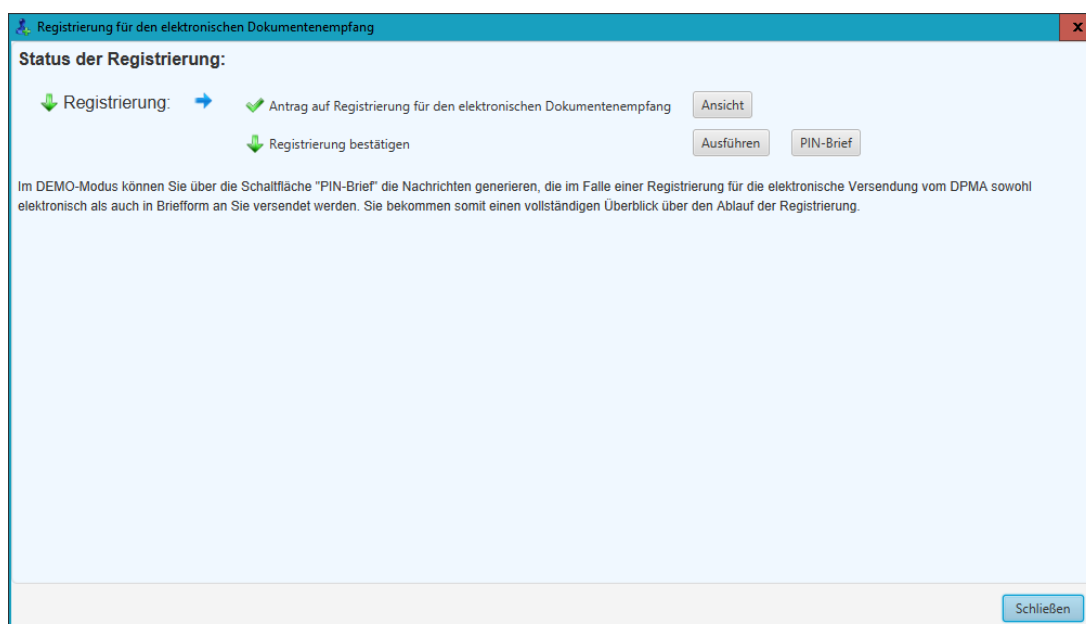 Registrierung für den elektronischen Dokumentenempfang
x
Status der Registrierung:
Registrierung:
Antrag auf Registrierung für den elektronischen Dokumentenempfang
Ansicht
Registrierung bestätigen
Ausführen
PIN-Brief
Im DEMO-Modus können Sie über die Schaltfläche "PIN-Brief" die Nachrichten generieren, die im Falle einer Registrierung für die elektronische Versendung vom DPMA sowohl
elektronisch als auch in Briefform an Sie versendet werden. Sie bekommen somit einen vollständigen Überblick über den Ablauf der Registrierung.
Schließen